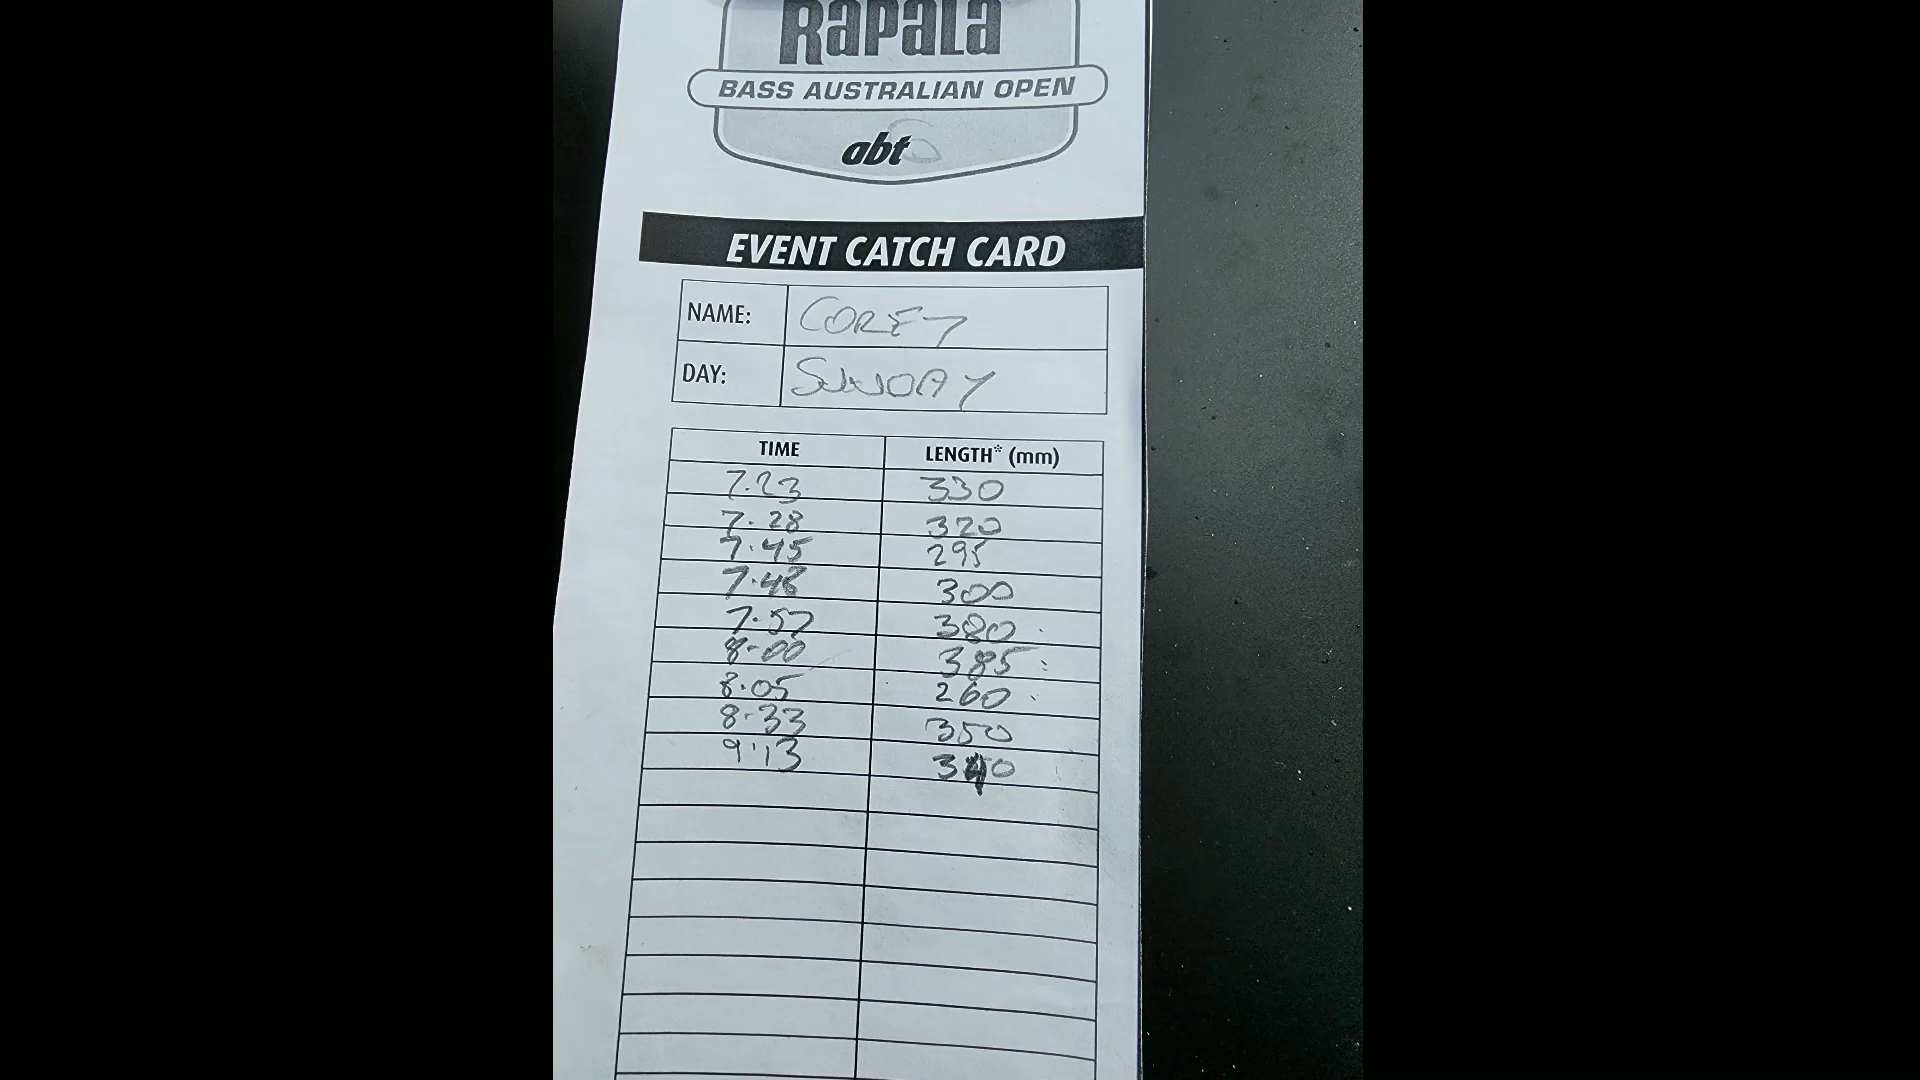 Rapala
BASS AUSTRALIAN OPEN
abt
EVENT CATCH CARD
NAME: COREY
DAY: SUNDAY
TIME LENGTH* (mm)
7.23 330
7.28 320
7.45 295
7.48 300
7.57 380
8-00 385
8.05 260
8-33 350
9:13 340